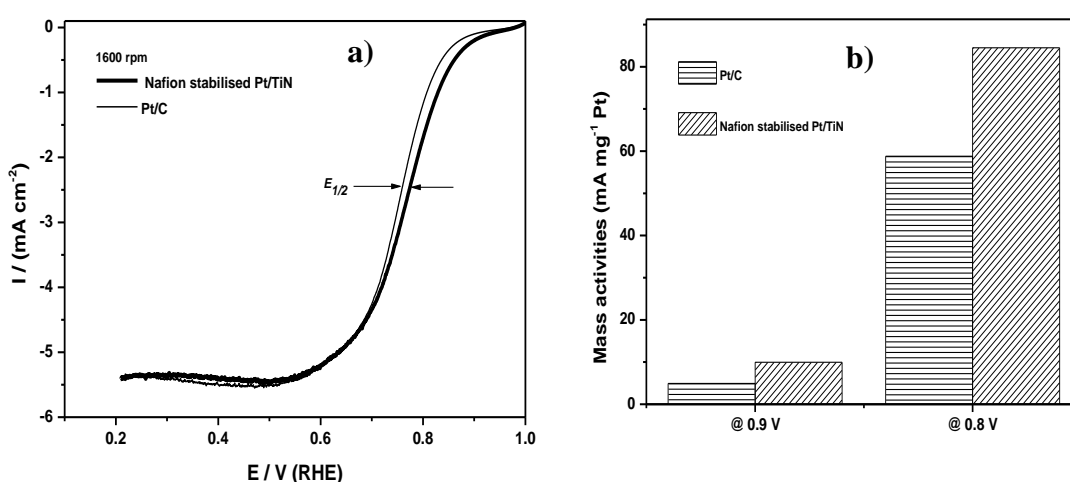 a)
1600 rpm
Nafion stabilised Pt/TiN
Pt/C
E1/2
0
-1
-2
-3
-4
-5
-6
0.2 0.4 0.6 0.8 1.0
I / (mA cm-2)
E / V (RHE)
b)
Pt/C
Nafion stabilised Pt/TiN
80
60
40
20
0
@ 0.9 V @ 0.8 V
Mass activities (mA mg-1 Pt)